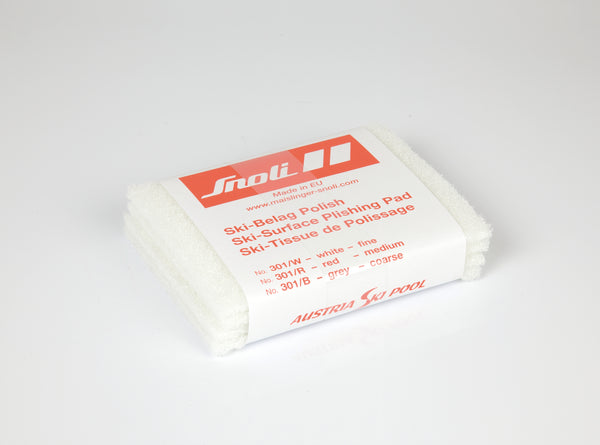 Snoli
Made in EU
www.maislinger-snoli.com
Ski-Belag Polish
Ski-Surface Plishing Pad
Ski-Tissue de Polissage
No. 301/W - white - fine
No. 301/R - red - medium
No. 301/B - grey - coarse
AUSTRIA SKI POOL